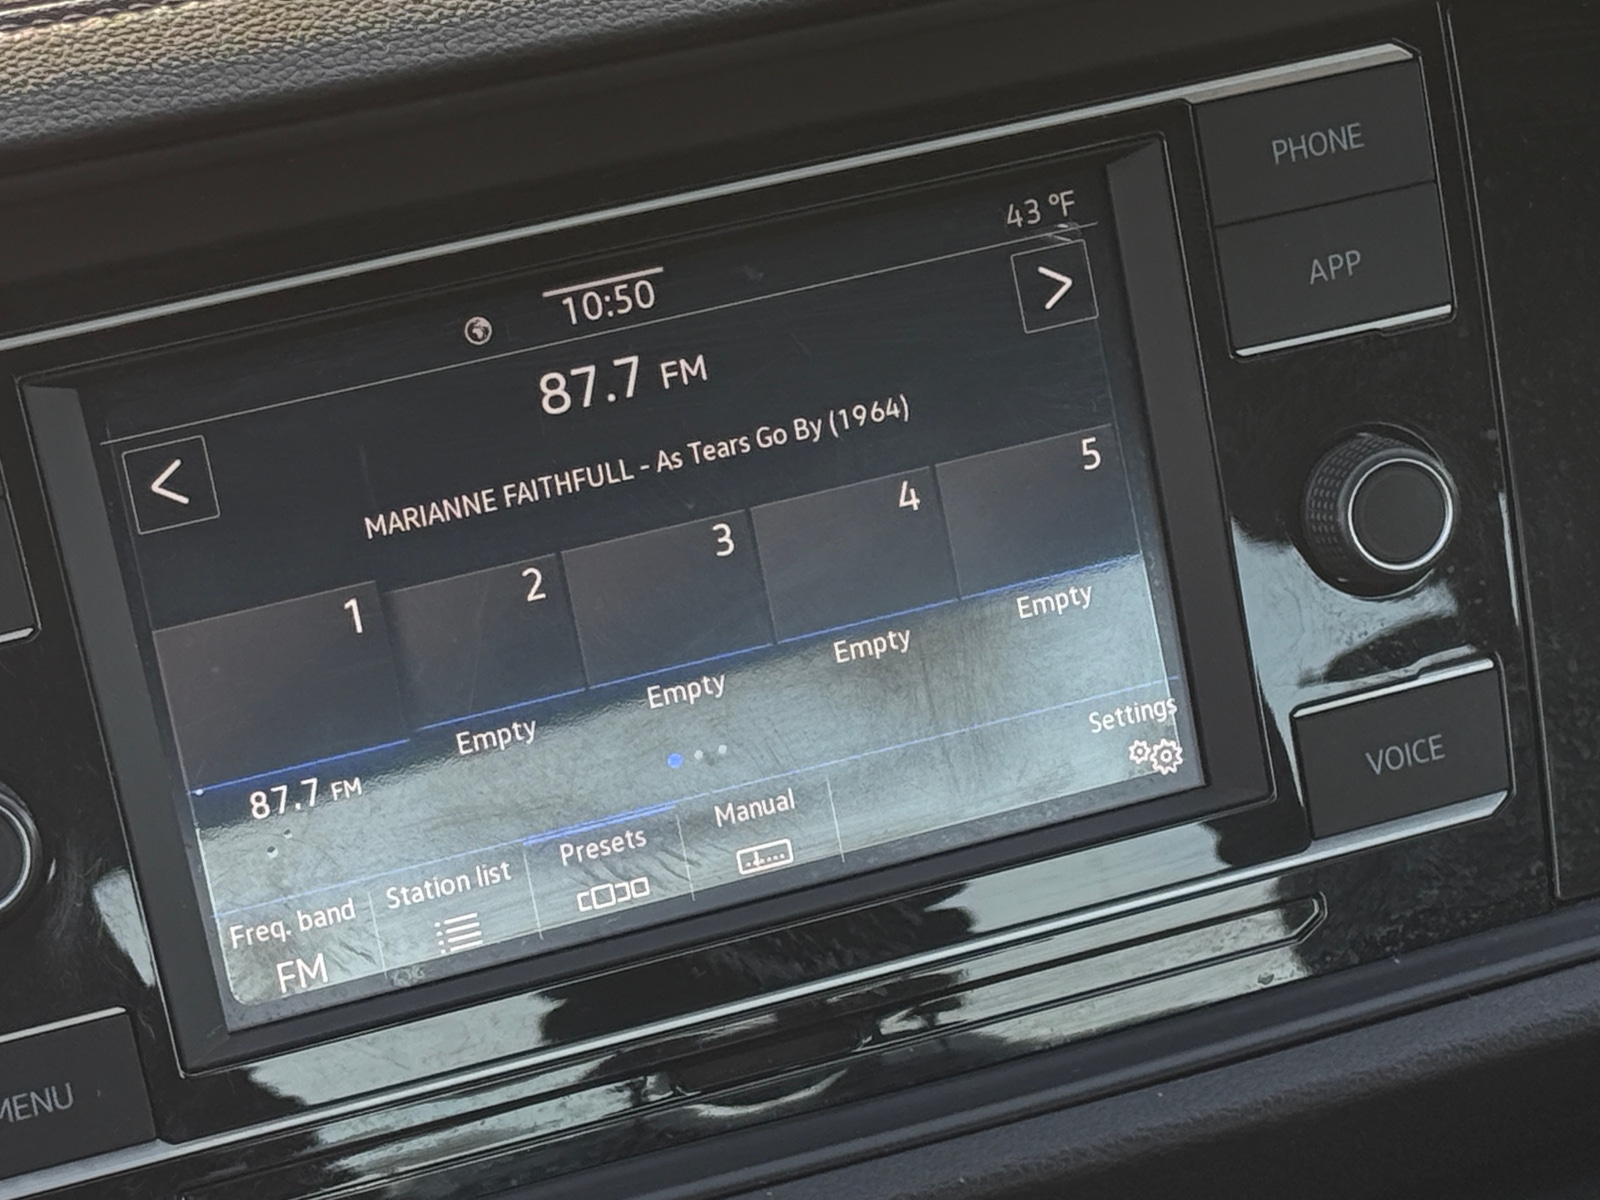 43 °F
10:50
87.7 FM
MARIANNE FAITHFULL - As Tears Go By (1964)
1 2 3 4 5
87.7 FM Empty Empty Empty Empty
Freq. band Station list Presets Manual Settings
FM
PHONE
APP
VOICE
MENU